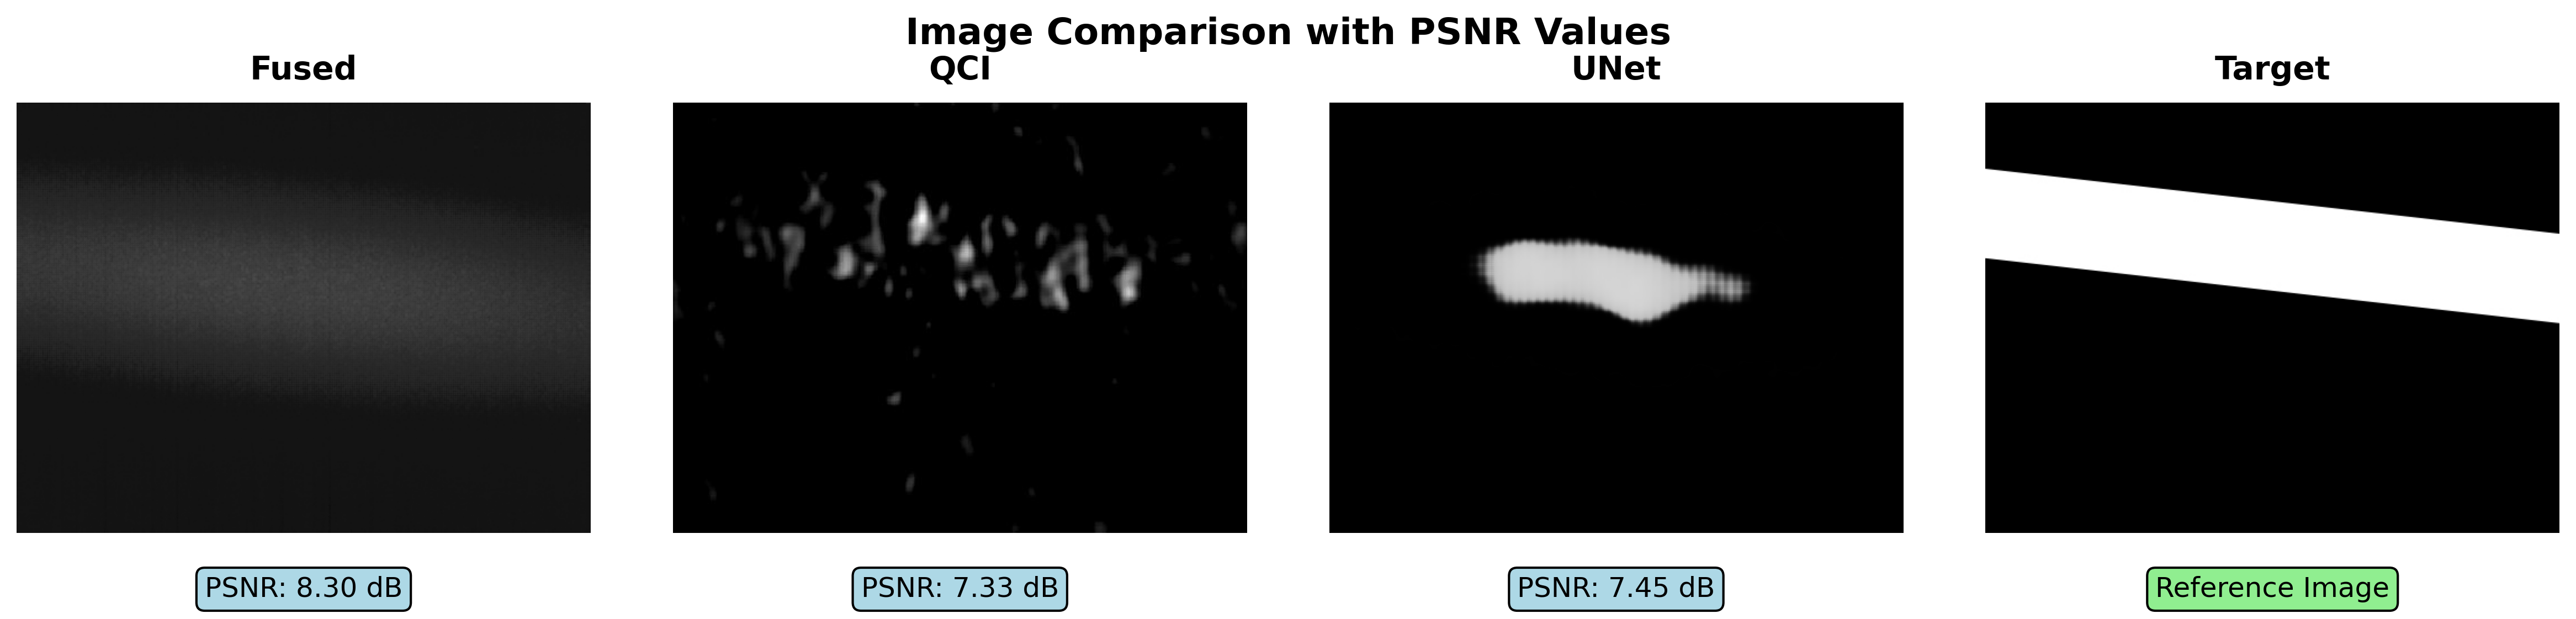 Image Comparison with PSNR Values
Fused
QCI
UNet
Target
PSNR: 8.30 dB
PSNR: 7.33 dB
PSNR: 7.45 dB
Reference Image